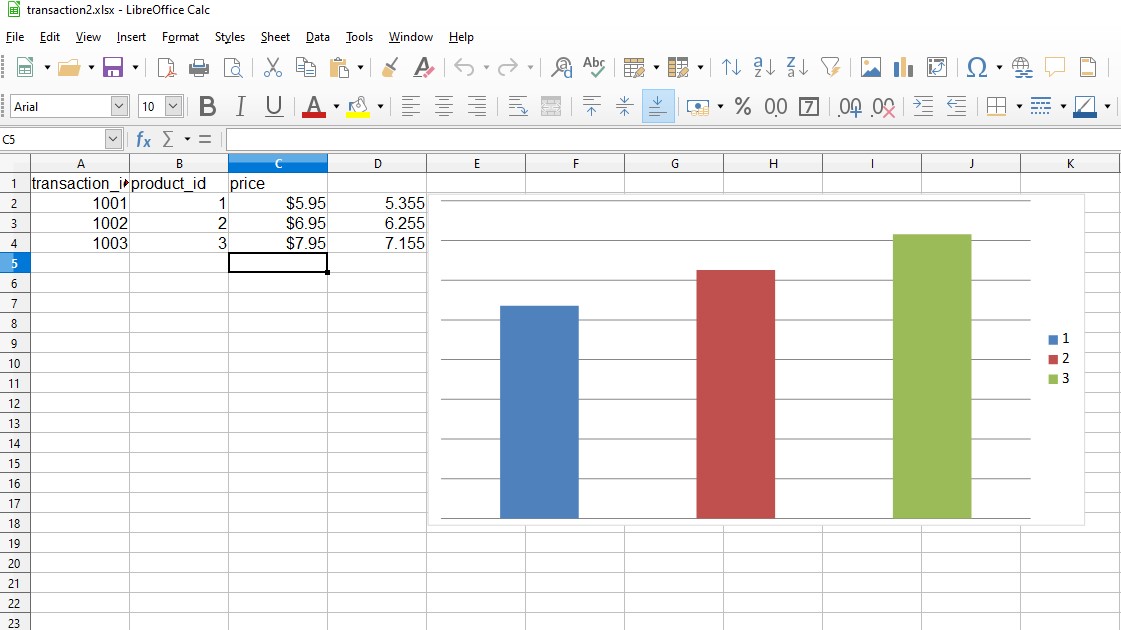 transaction2.xlsx - LibreOffice Calc
File Edit View Insert Format Styles Sheet Data Tools Window Help
Arial 10 B I U A % 00 7 00 00
C5 fx Σ =
A B C D E F G H I J K
1 transaction_i product_id price
2 1001 1 $5.95 5.355
3 1002 2 $6.95 6.255
4 1003 3 $7.95 7.155
5
6
7
8
9
10
11
12
13
14
15
16
17
18
19
20
21
22
23
1
2
3